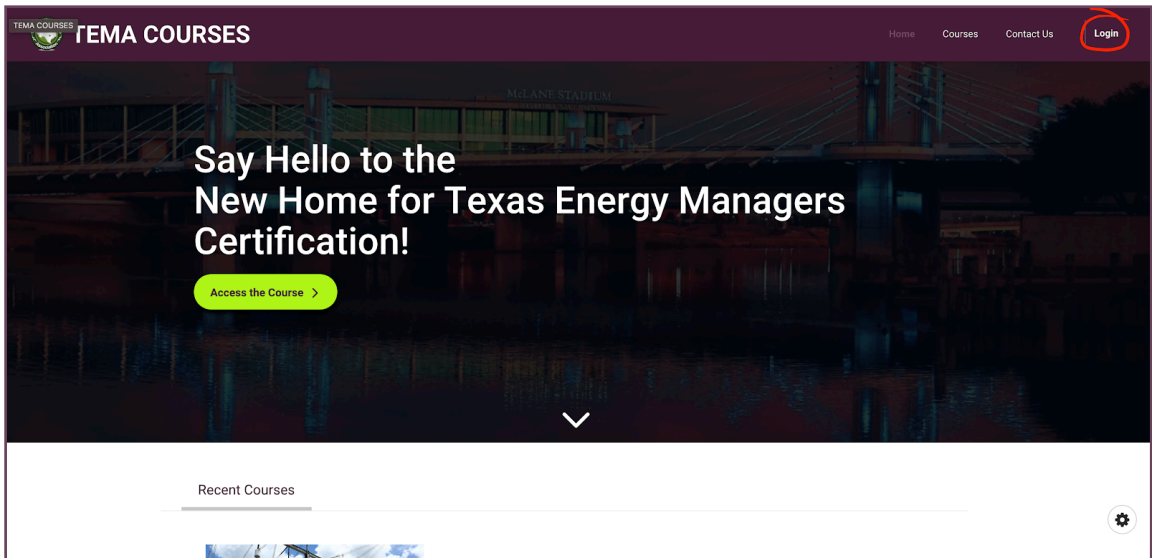 TEMA COURSES
TEMA COURSES
Home
Courses
Contact Us
Login
McLANE STADIUM
Say Hello to the
New Home for Texas Energy Managers
Certification!
Access the Course
Recent Courses